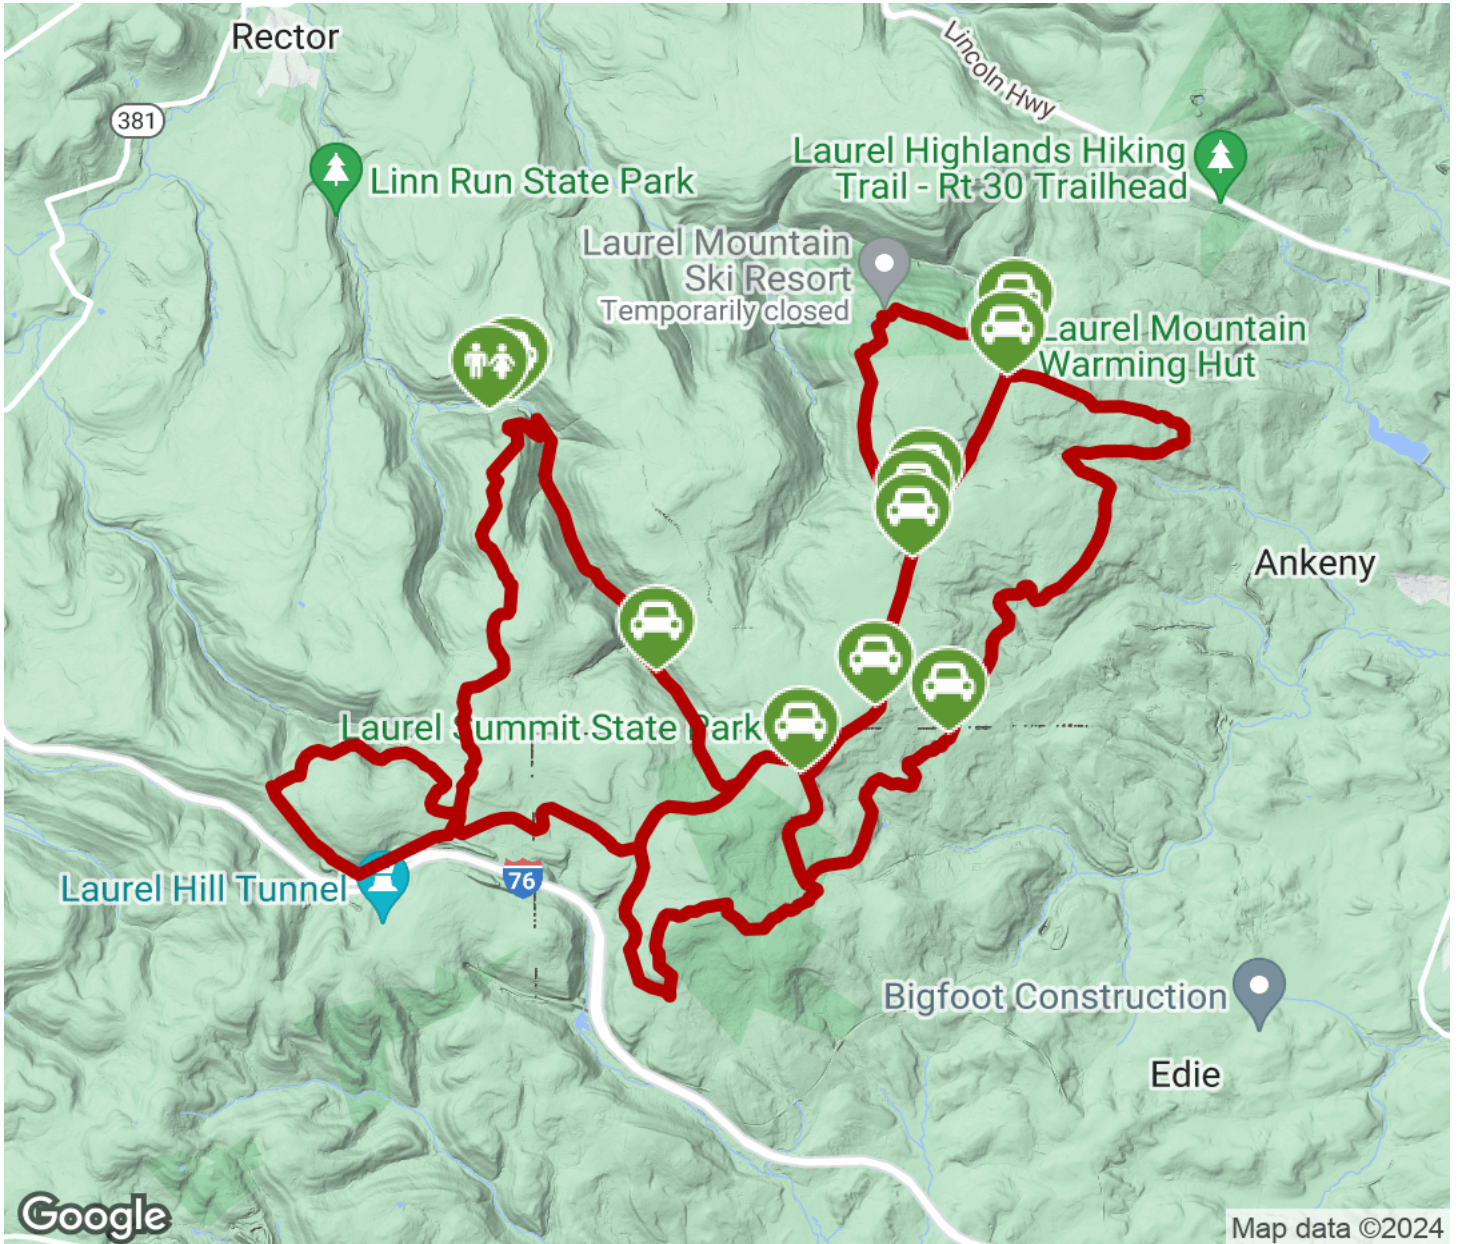 Rector
Lincoln Hwy
381
Laurel Highlands Hiking
Trail - Rt 30 Trailhead
Linn Run State Park
Laurel Mountain
Ski Resort
Temporarily closed
Laurel Mountain
Warming Hut
Ankeny
Laurel Summit State Park
76
Laurel Hill Tunnel
Bigfoot Construction
Edie
Google
Map data ©2024